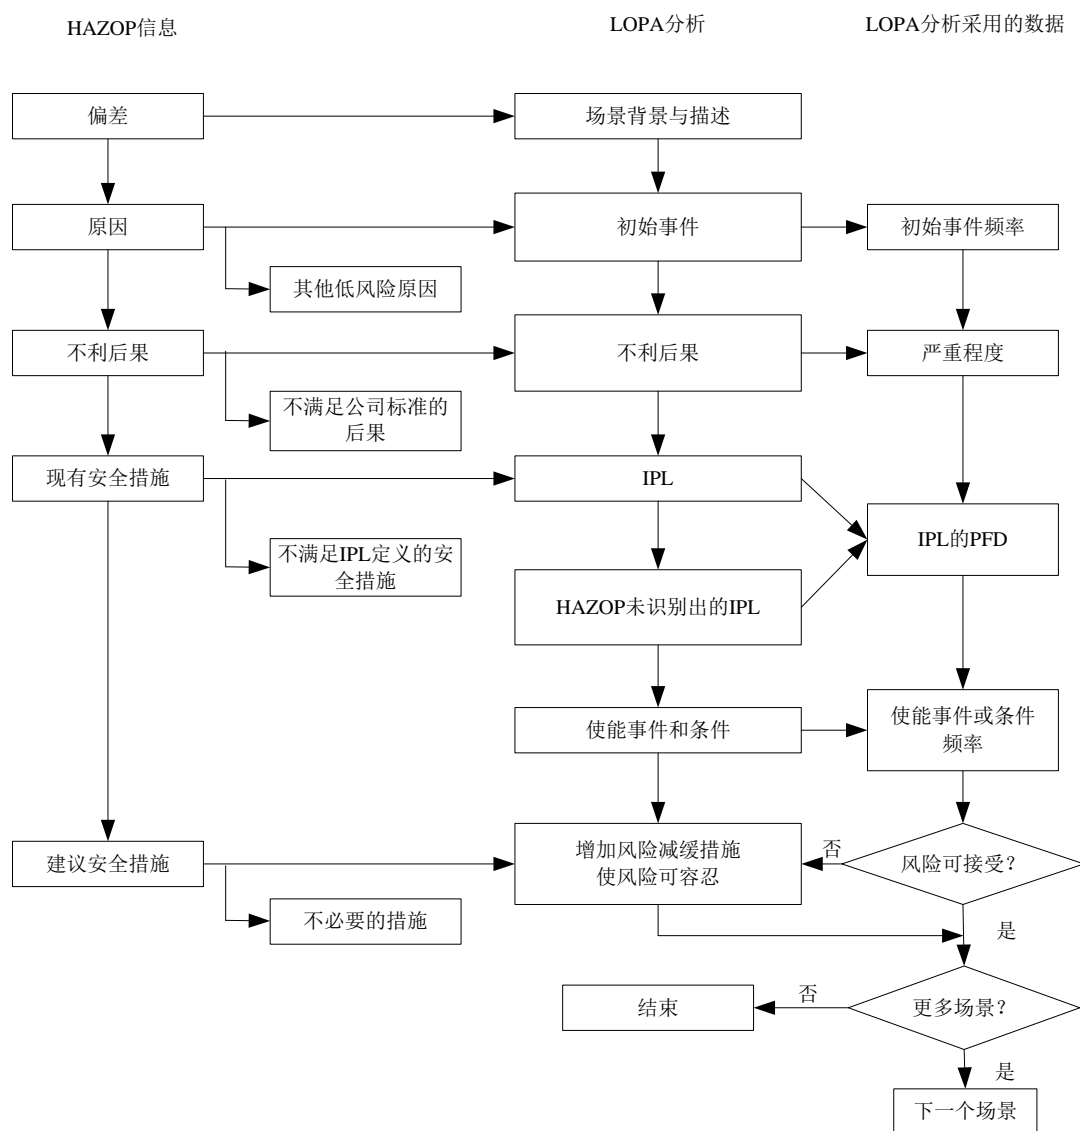 HAZOP信息
LOPA分析
LOPA分析采用的数据
偏差
场景背景与描述
原因
初始事件
初始事件频率
其他低风险原因
不利后果
不利后果
严重程度
不满足公司标准的
后果
现有安全措施
IPL
IPL的PFD
不满足IPL定义的安
全措施
HAZOP未识别出的IPL
使能事件和条件
使能事件或条件
频率
建议安全措施
增加风险减缓措施
使风险可容忍
否
风险可接受？
不必要的措施
是
结束
否
更多场景？
是
下一个场景